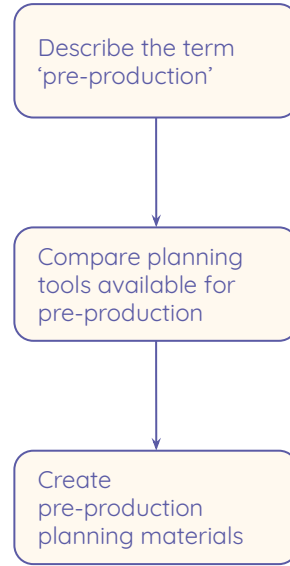 Describe the term
‘pre-production’
Compare planning
tools available for
pre-production
Create
pre-production
planning materials